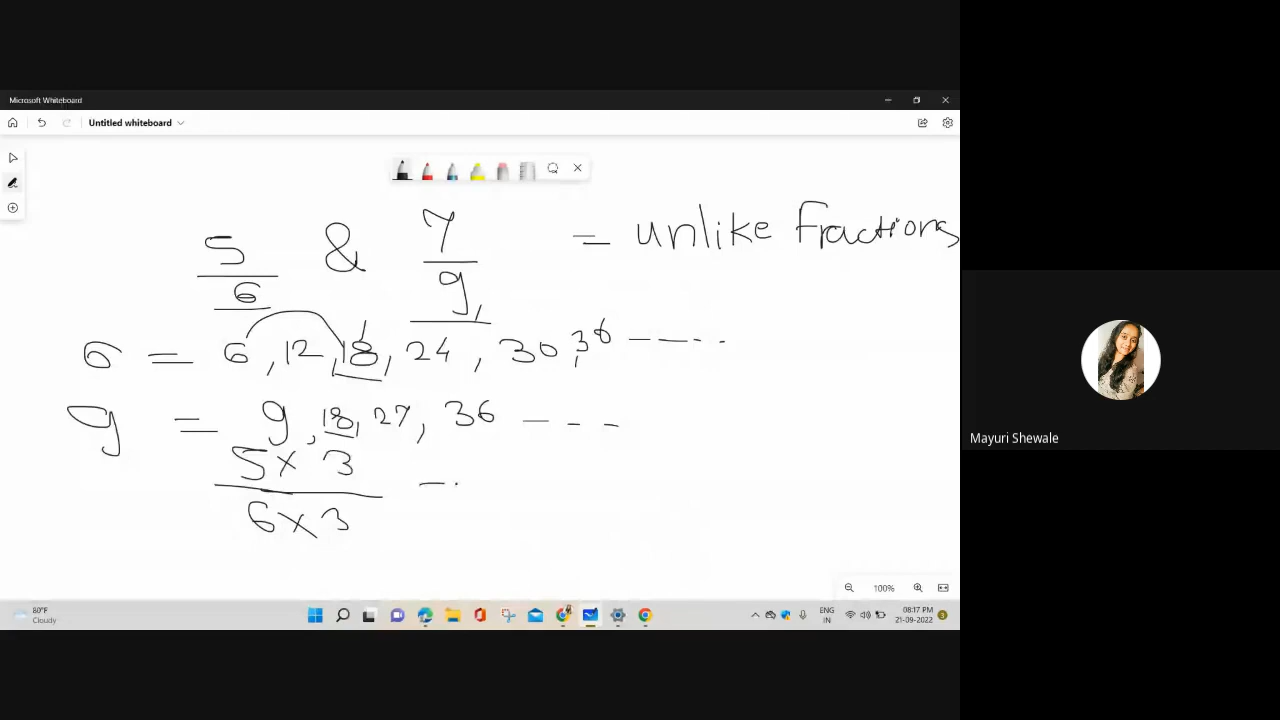 Microsoft Whiteboard
Untitled whiteboard
5/6 & 7/9 = unlike fractions
6 = 6, 12, 18, 24, 30, 36 -----
9 = 9, 18, 27, 36 ---
5 x 3
6 x 3
100%
80°F
Cloudy
ENG
IN
08:17 PM
21-09-2022
3
Mayuri Shewale